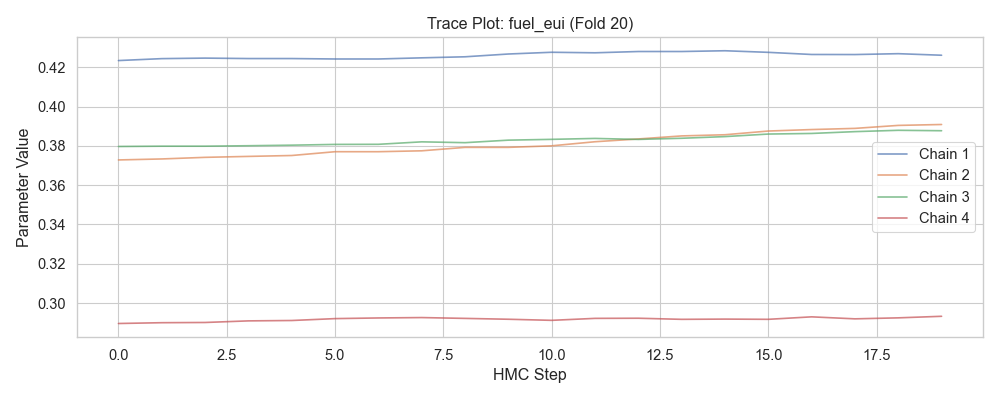 Trace Plot: fuel_eui (Fold 20)
Parameter Value
0.42
0.40
0.38
0.36
0.34
0.32
0.30
Chain 1
Chain 2
Chain 3
Chain 4
0.0 2.5 5.0 7.5 10.0 12.5 15.0 17.5
HMC Step